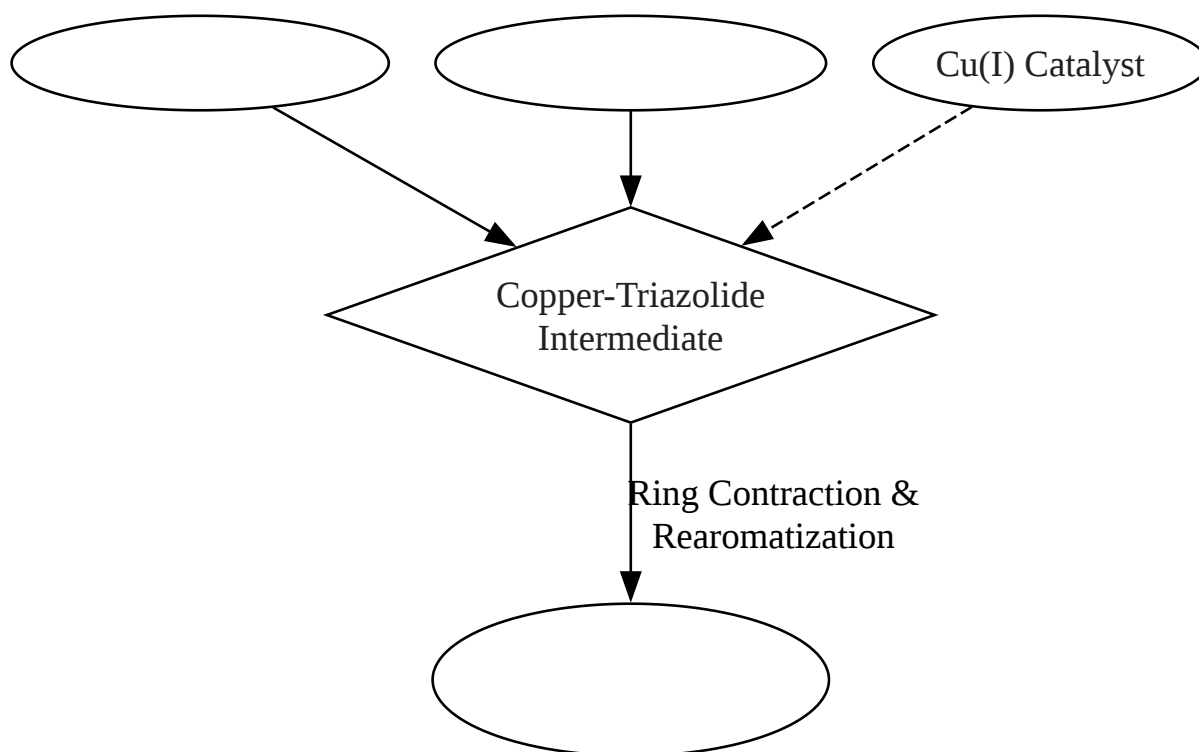 Cu(I) Catalyst
Copper-Triazolide
Intermediate
Ring Contraction &
Rearomatization